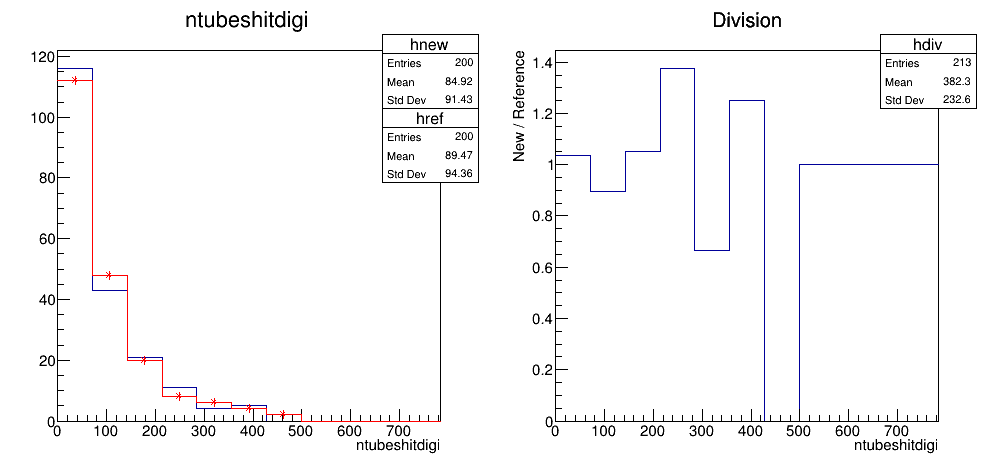 ntubeshitdigi
hnew
Entries 200
Mean 84.92
Std Dev 91.43
href
Entries 200
Mean 89.47
Std Dev 94.36
120
100
80
60
40
20
0
0 100 200 300 400 500 600 700
ntubeshitdigi
Division
hdiv
Entries 213
Mean 382.3
Std Dev 232.6
New / Reference
1.4
1.2
1
0.8
0.6
0.4
0.2
0
0 100 200 300 400 500 600 700
ntubeshitdigi